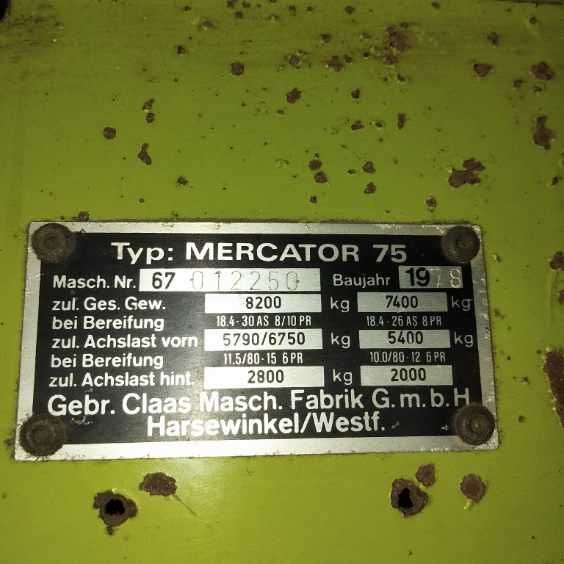 Typ: MERCATOR 75
Masch. Nr. 67 012250 Baujahr 1978
zul. Ges. Gew. 8200 kg 7400 kg
bei Bereifung 18.4-30 AS 8/10 PR 18.4-26 AS 8 PR
zul. Achslast vorn 5790/6750 kg 5400 kg
bei Bereifung 11.5/80-15 6 PR 10.0/80-12 6 PR
zul. Achslast hint. 2800 kg 2000 kg
Gebr. Claas Masch. Fabrik G.m.b.H.
Harsewinkel/Westf.